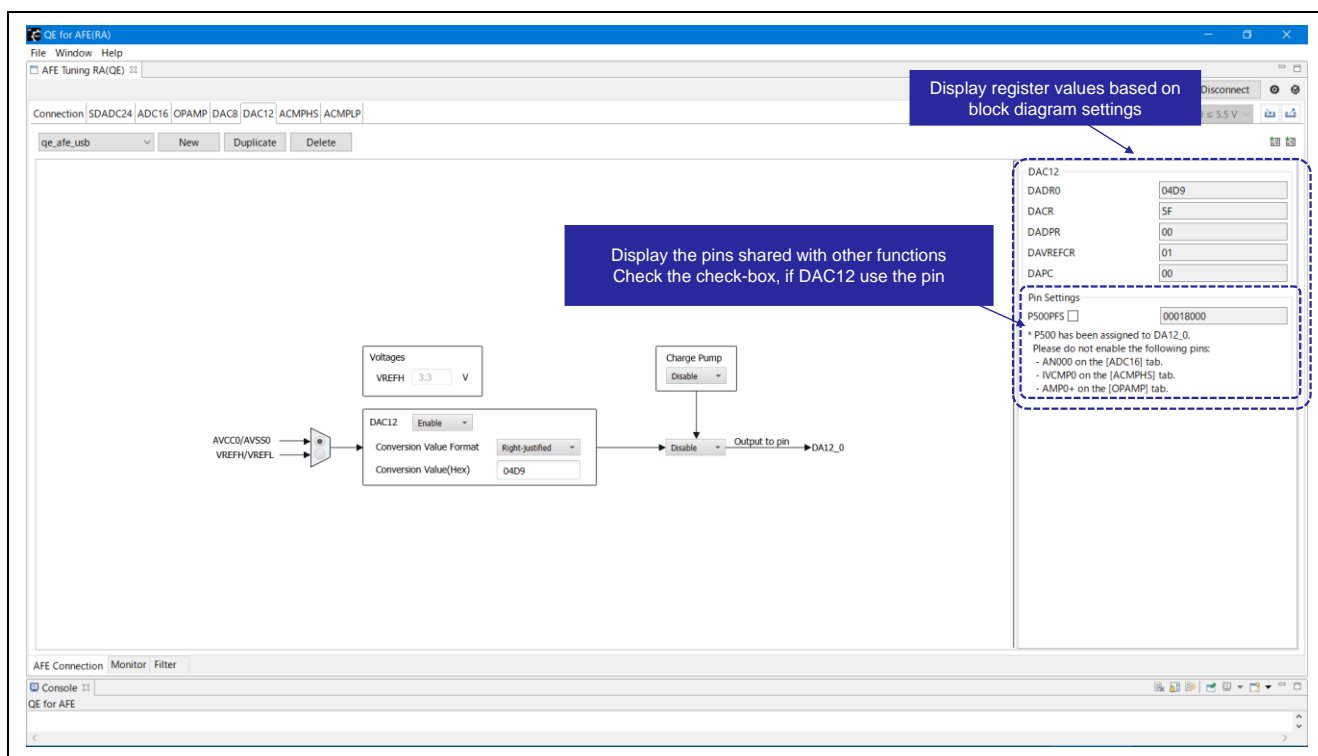 QE for AFE(RA)
File Window Help
AFE Tuning RA(QE)
Display register values based on
block diagram settings
Disconnect
Connection SDADC24 ADC16 OPAMP DAC8 DAC12 ACMPHS ACMPLP
≤ 5.5 V
qe_afe_usb New Duplicate Delete
DAC12
DADR0 04D9
DACR 5F
DADPR 00
DAVREFCR 01
DAPC 00
Display the pins shared with other functions
Check the check-box, if DAC12 use the pin
Pin Settings
P500PFS 00018000
* P500 has been assigned to DA12_0.
Please do not enable the following pins:
- AN000 on the [ADC16] tab.
- IVCMP0 on the [ACMPHS] tab.
- AMP0+ on the [OPAMP] tab.
Voltages
VREFH 3.3 V
Charge Pump
Disable
DAC12 Enable
AVCC0/AVSS0
VREFH/VREFL
Conversion Value Format Right-justified
Conversion Value(Hex) 04D9
Disable
Output to pin
DA12_0
AFE Connection Monitor Filter
Console
QE for AFE